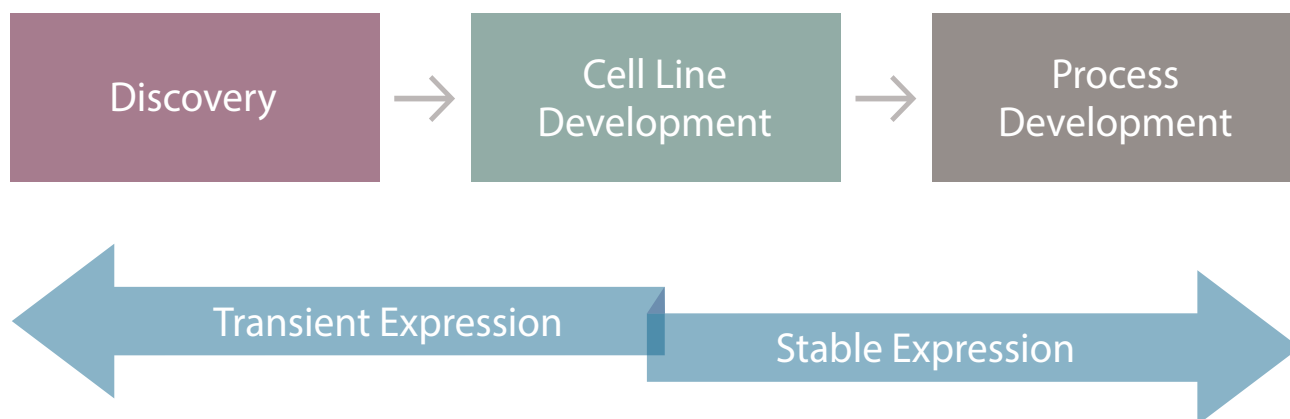 Discovery
Cell Line
Development
Process
Development
Transient Expression
Stable Expression